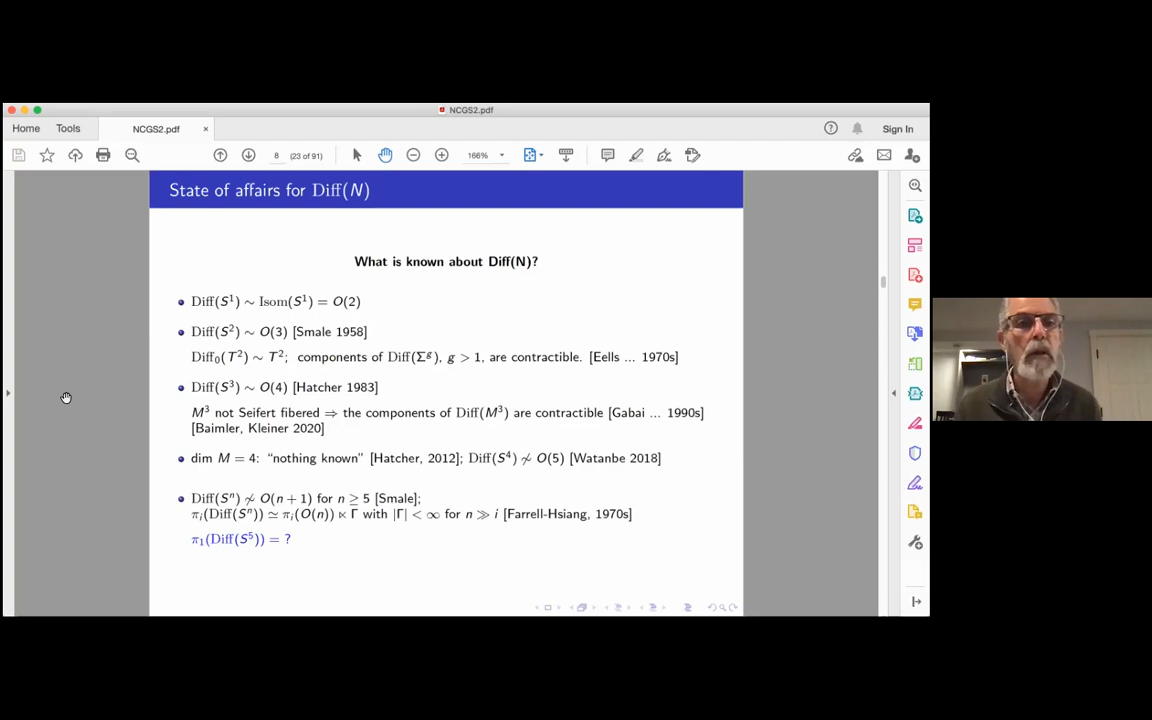 NCGS2.pdf
Home Tools NCGS2.pdf × Sign In
8 (23 of 91) 166%
State of affairs for Diff(N)
What is known about Diff(N)?
• Diff(S¹) ∼ Isom(S¹) = O(2)
• Diff(S²) ∼ O(3) [Smale 1958]
Diff₀(T²) ∼ T²; components of Diff(Σᵍ), g > 1, are contractible. [Eells ... 1970s]
• Diff(S³) ∼ O(4) [Hatcher 1983]
M³ not Seifert fibered ⇒ the components of Diff(M³) are contractible [Gabai ... 1990s]
[Baimler, Kleiner 2020]
• dim M = 4: “nothing known” [Hatcher, 2012]; Diff(S⁴) ≁ O(5) [Watanbe 2018]
• Diff(Sⁿ) ≁ O(n + 1) for n ≥ 5 [Smale];
πᵢ(Diff(Sⁿ)) ≃ πᵢ(O(n)) ⋉ Γ with |Γ| < ∞ for n ≫ i [Farrell-Hsiang, 1970s]
π₁(Diff(S⁵)) = ?